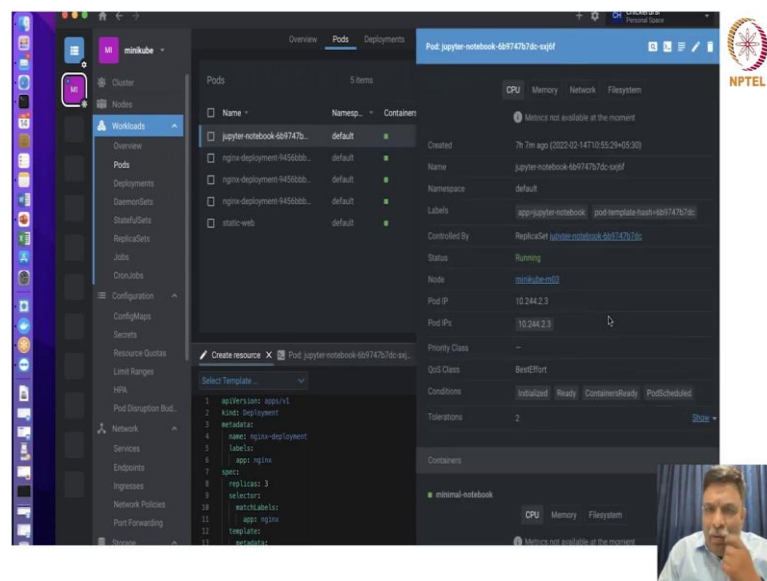 CH chickenarsi
Personal Space
MI minikube
Cluster
Nodes
Workloads
Overview
Pods
Deployments
DaemonSets
StatefulSets
ReplicaSets
Jobs
CronJobs
Configuration
ConfigMaps
Secrets
Resource Quotas
Limit Ranges
HPA
Pod Disruption Bud..
Network
Services
Endpoints
Ingresses
Network Policies
Port Forwarding
Storage
MI
14
Overview Pods Deployments
Pods 5 items
Name Namesp... Containers
jupyter-notebook-6b9747b... default
nginx-deployment-9456bbb... default
nginx-deployment-9456bbb... default
nginx-deployment-9456bbb... default
static-web default
Create resource X Pod: jupyter-notebook-6b9747b7dc-sxj...
Select Template ...
1 apiVersion: apps/v1
2 kind: Deployment
3 metadata:
4 name: nginx-deployment
5 labels:
6 app: nginx
7 spec:
8 replicas: 3
9 selector:
10 matchLabels:
11 app: nginx
12 template:
13 metadata:
Pod: jupyter-notebook-6b9747b7dc-sxj6f
CPU Memory Network Filesystem
Metrics not available at the moment
Created 7h 7m ago (2022-02-14T10:55:29+05:30)
Name jupyter-notebook-6b9747b7dc-sxj6f
Namespace default
Labels app=jupyter-notebook pod-template-hash=6b9747b7dc
Controlled By ReplicaSet jupyter-notebook-6b9747b7dc
Status Running
Node minikube-m03
Pod IP 10.244.2.3
Pod IPs 10.244.2.3
Priority Class –
QoS Class BestEffort
Conditions Initialized Ready ContainersReady PodScheduled
Tolerations 2 Show
Containers
minimal-notebook
CPU Memory Filesystem
Metrics not available at the moment
NPTEL